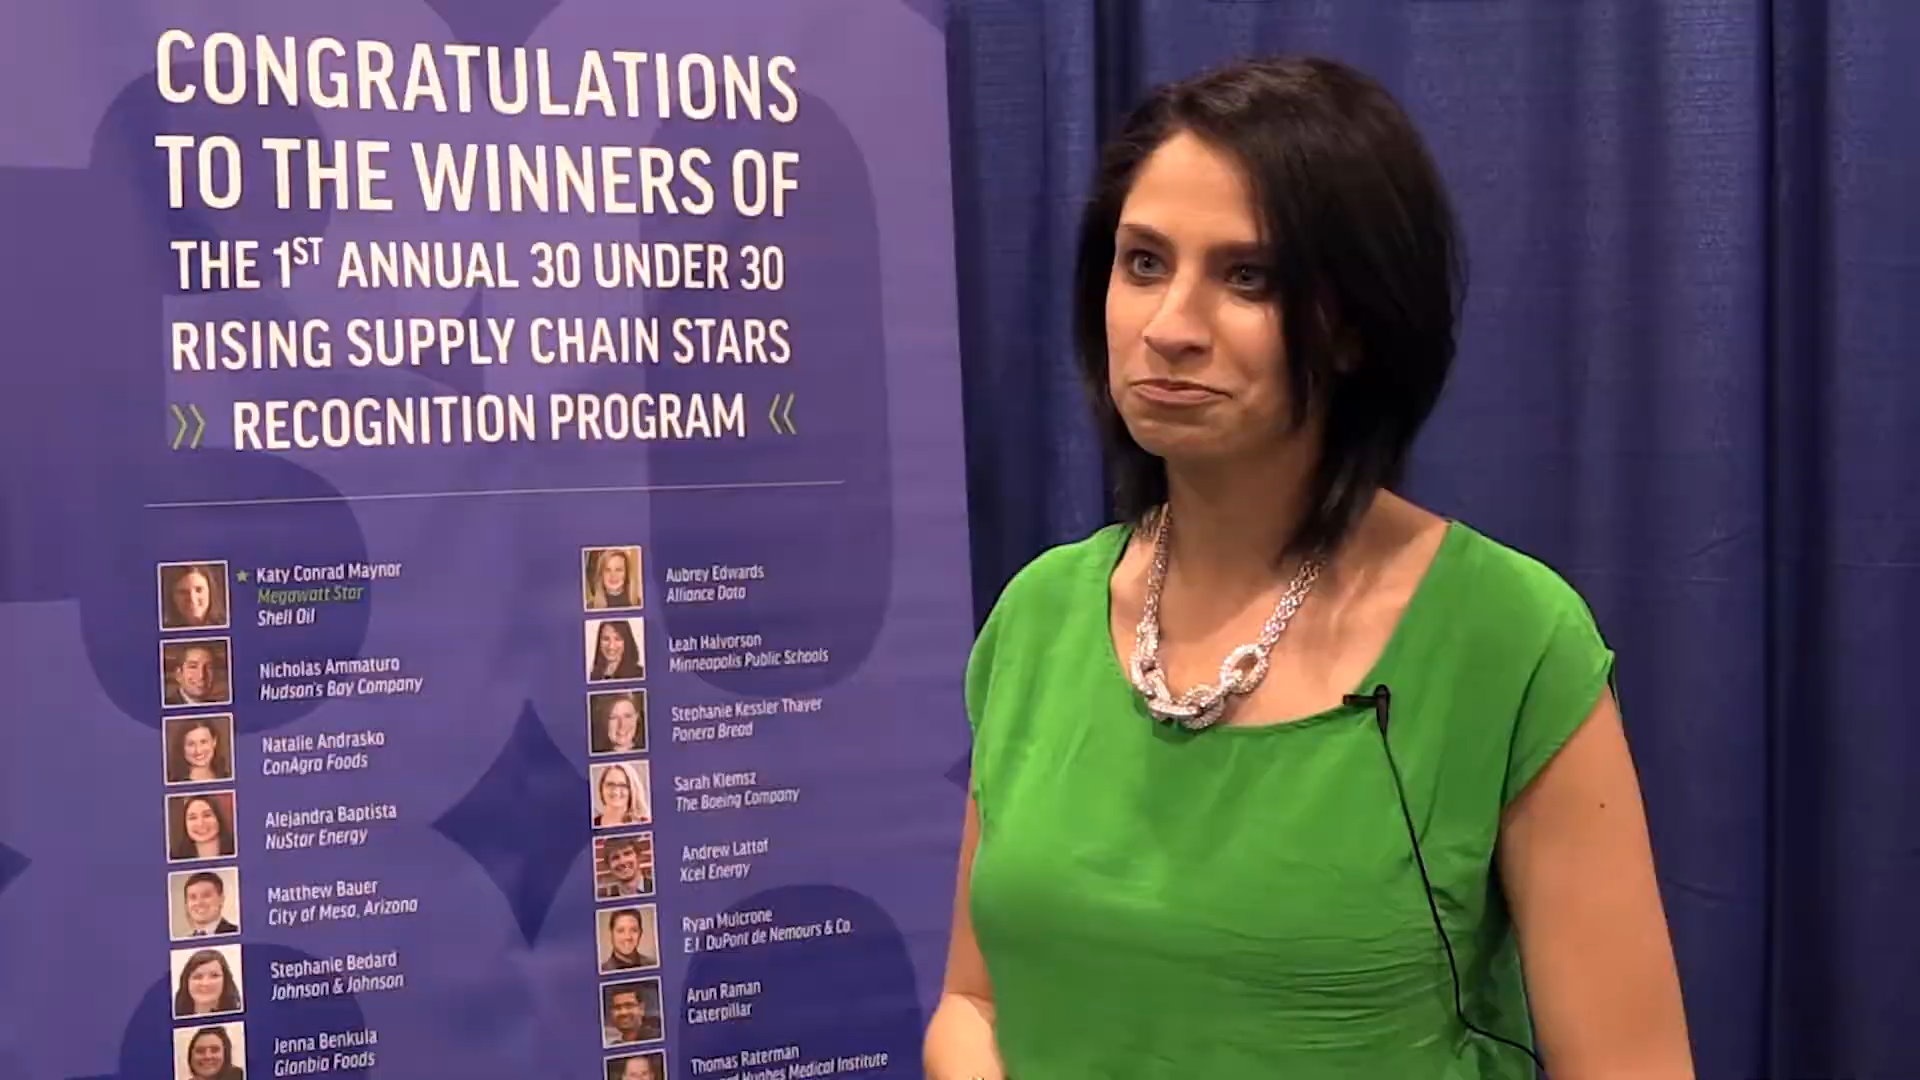 CONGRATULATIONS
TO THE WINNERS OF
THE 1ST ANNUAL 30 UNDER 30
RISING SUPPLY CHAIN STARS
>> RECOGNITION PROGRAM <<
★ Katy Conrad Maynor
Megawatt Star
Shell Oil
Nicholas Ammaturo
Hudson's Bay Company
Natalie Andrasko
ConAgra Foods
Alejandra Baptista
NuStar Energy
Matthew Bauer
City of Mesa, Arizona
Stephanie Bedard
Johnson & Johnson
Jenna Benkula
Glanbia Foods
Aubrey Edwards
Alliance Data
Leah Halvorson
Minneapolis Public Schools
Stephanie Kessler Thayer
Panera Bread
Sarah Klemsz
The Boeing Company
Andrew Lattof
Xcel Energy
Ryan Mulcrone
E.I. DuPont de Nemours & Co.
Arun Raman
Caterpillar
Thomas Raterman
Hughes Medical Institute